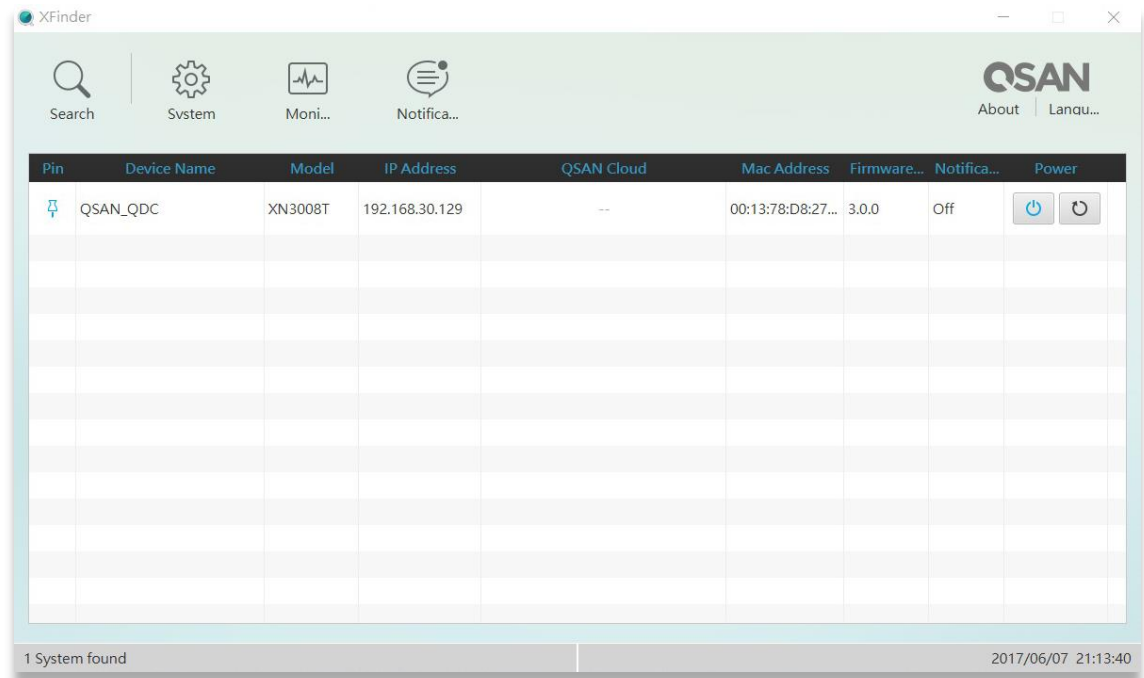 XFinder
QSAN
Search System Moni... Notifica... About Langu...
Pin Device Name Model IP Address QSAN Cloud Mac Address Firmware... Notifica... Power
QSAN_QDC XN3008T 192.168.30.129 -- 00:13:78:D8:27... 3.0.0 Off
1 System found 2017/06/07 21:13:40